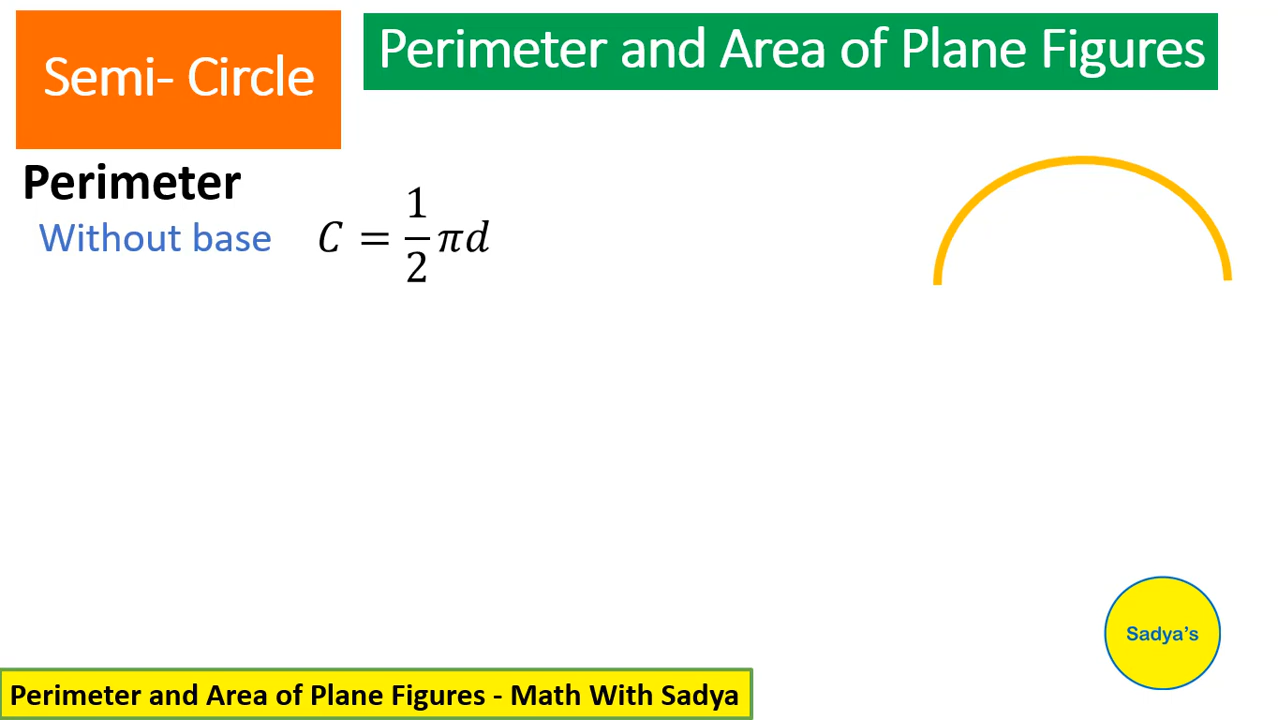 Semi- Circle
Perimeter and Area of Plane Figures
Perimeter
Without base C = 1/2 πd
Sadya's
Perimeter and Area of Plane Figures - Math With Sadya